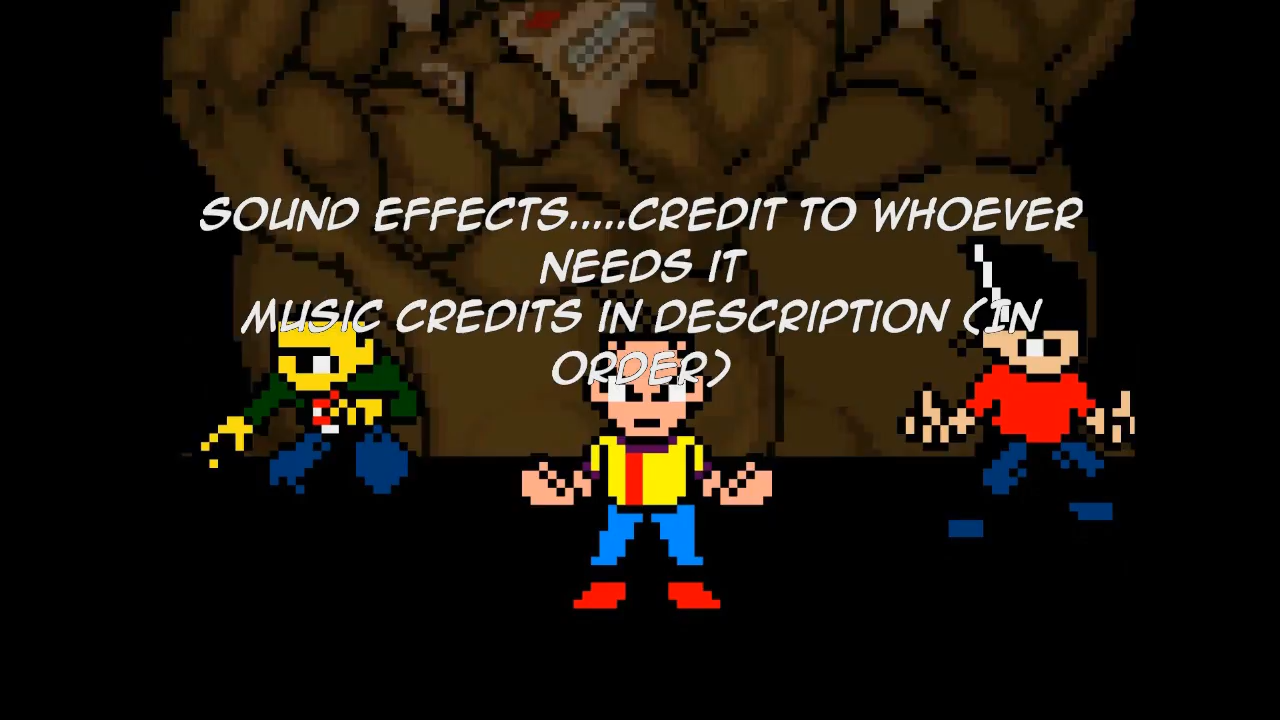 SOUND EFFECTS.....CREDIT TO WHOEVER
NEEDS IT
MUSIC CREDITS IN DESCRIPTION (IN
ORDER)